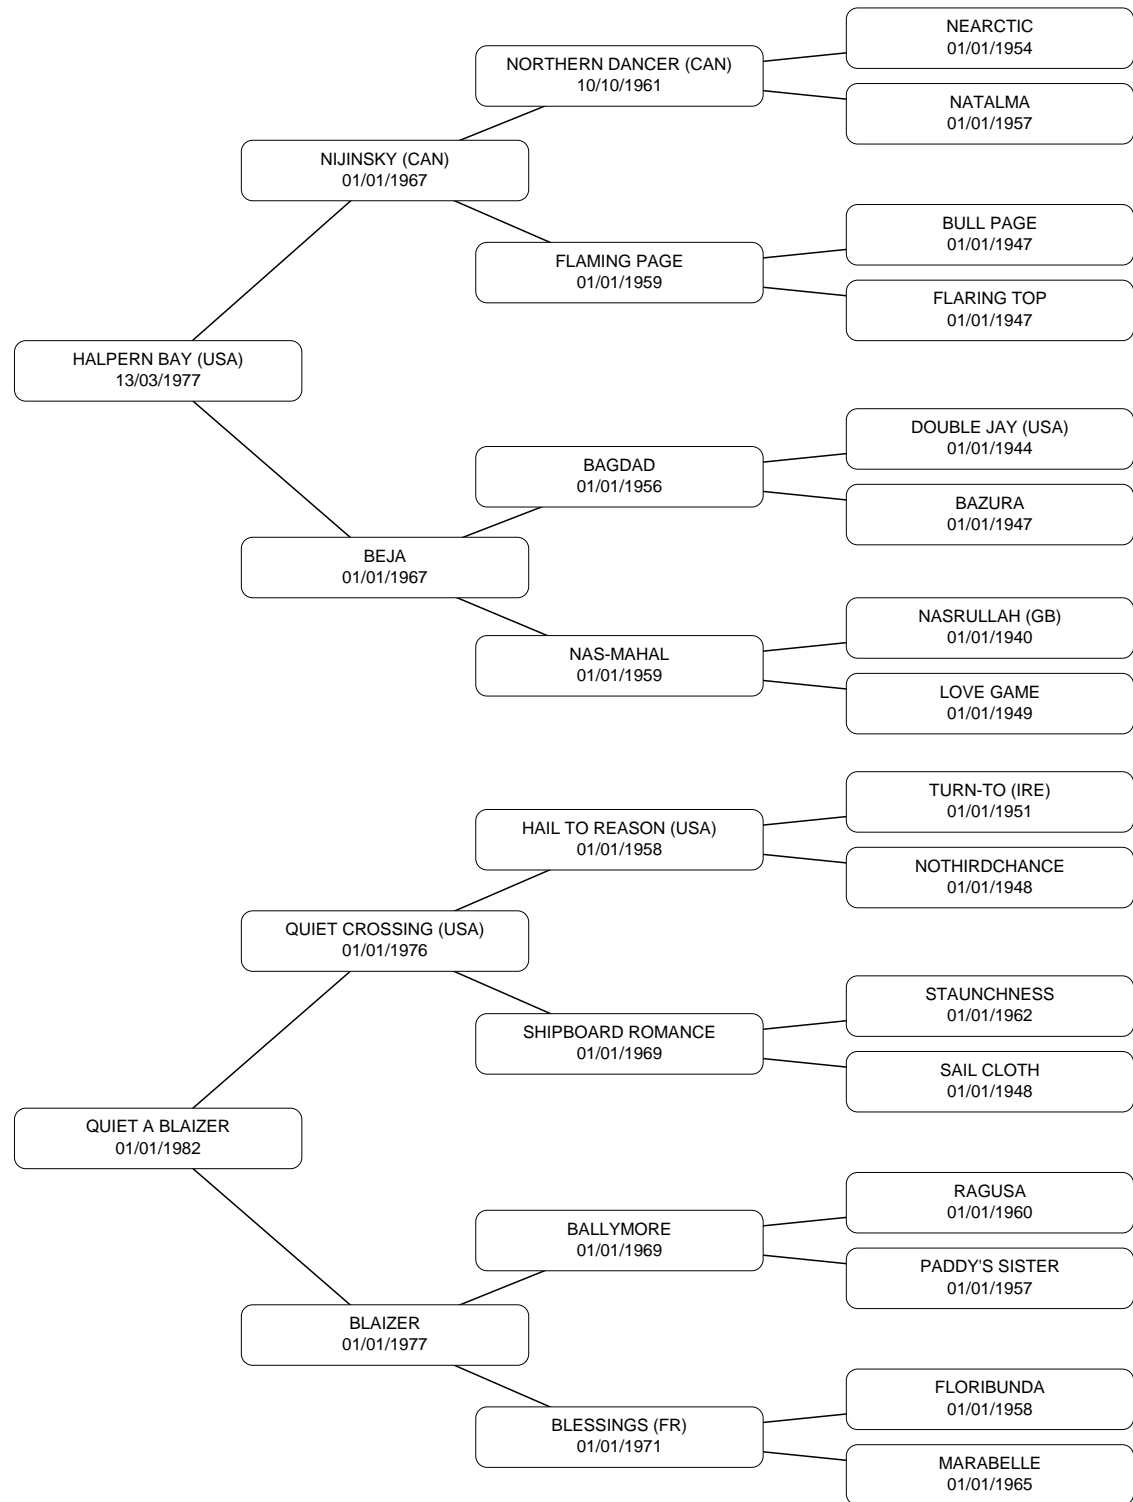 NEARCTIC
01/01/1954
NORTHERN DANCER (CAN)
10/10/1961
NATALMA
01/01/1957
NIJINSKY (CAN)
01/01/1967
BULL PAGE
01/01/1947
FLAMING PAGE
01/01/1959
FLARING TOP
01/01/1947
HALPERN BAY (USA)
13/03/1977
DOUBLE JAY (USA)
01/01/1944
BAGDAD
01/01/1956
BAZURA
01/01/1947
BEJA
01/01/1967
NASRULLAH (GB)
01/01/1940
NAS-MAHAL
01/01/1959
LOVE GAME
01/01/1949
TURN-TO (IRE)
01/01/1951
HAIL TO REASON (USA)
01/01/1958
NOTHIRDCHANCE
01/01/1948
QUIET CROSSING (USA)
01/01/1976
STAUNCHNESS
01/01/1962
SHIPBOARD ROMANCE
01/01/1969
SAIL CLOTH
01/01/1948
QUIET A BLAIZER
01/01/1982
RAGUSA
01/01/1960
BALLYMORE
01/01/1969
PADDY'S SISTER
01/01/1957
BLAIZER
01/01/1977
FLORIBUNDA
01/01/1958
BLESSINGS (FR)
01/01/1971
MARABELLE
01/01/1965